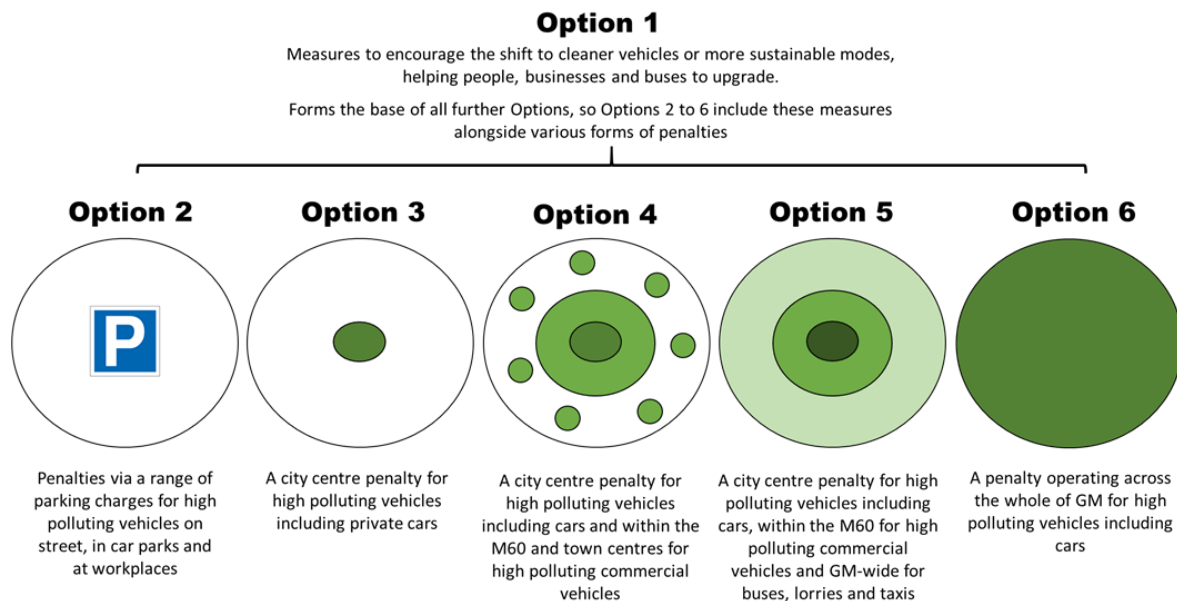 Option 1
Measures to encourage the shift to cleaner vehicles or more sustainable modes,
helping people, businesses and buses to upgrade.
Forms the base of all further Options, so Options 2 to 6 include these measures
alongside various forms of penalties
Option 2
P
Penalties via a range of
parking charges for high
polluting vehicles on
street, in car parks and
at workplaces
Option 3
A city centre penalty for
high polluting vehicles
including private cars
Option 4
A city centre penalty for
high polluting vehicles
including cars and within the
M60 and town centres for
high polluting commercial
vehicles
Option 5
A city centre penalty for high
polluting vehicles including
cars, within the M60 for high
polluting commercial
vehicles and GM-wide for
buses, lorries and taxis
Option 6
A penalty operating across
the whole of GM for high
polluting vehicles including
cars